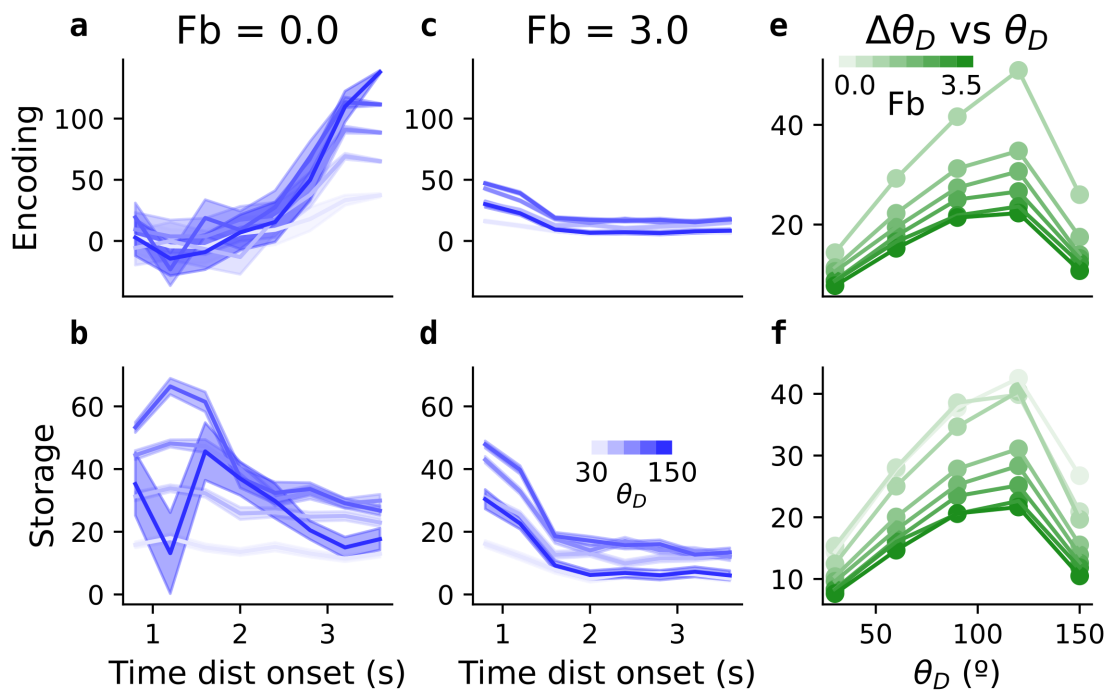 a Fb = 0.0 c Fb = 3.0 e Δθ_D vs θ_D
Encoding
100
50
0
100
50
0
0.0 3.5
Fb
40
20
b d f
Storage
60
40
20
0
1 2 3
Time dist onset (s)
60
40
20
0
30 150
θ_D
1 2 3
Time dist onset (s)
40
30
20
10
50 100 150
θ_D (º)